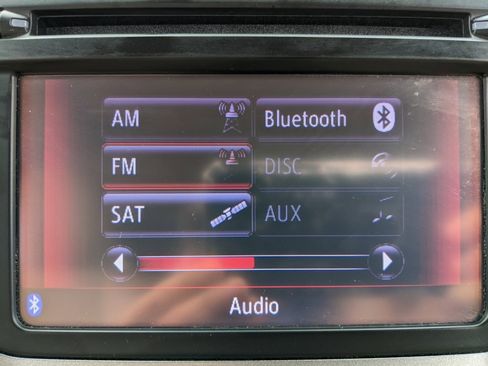 AM
Bluetooth
FM
DISC
SAT
AUX
Audio